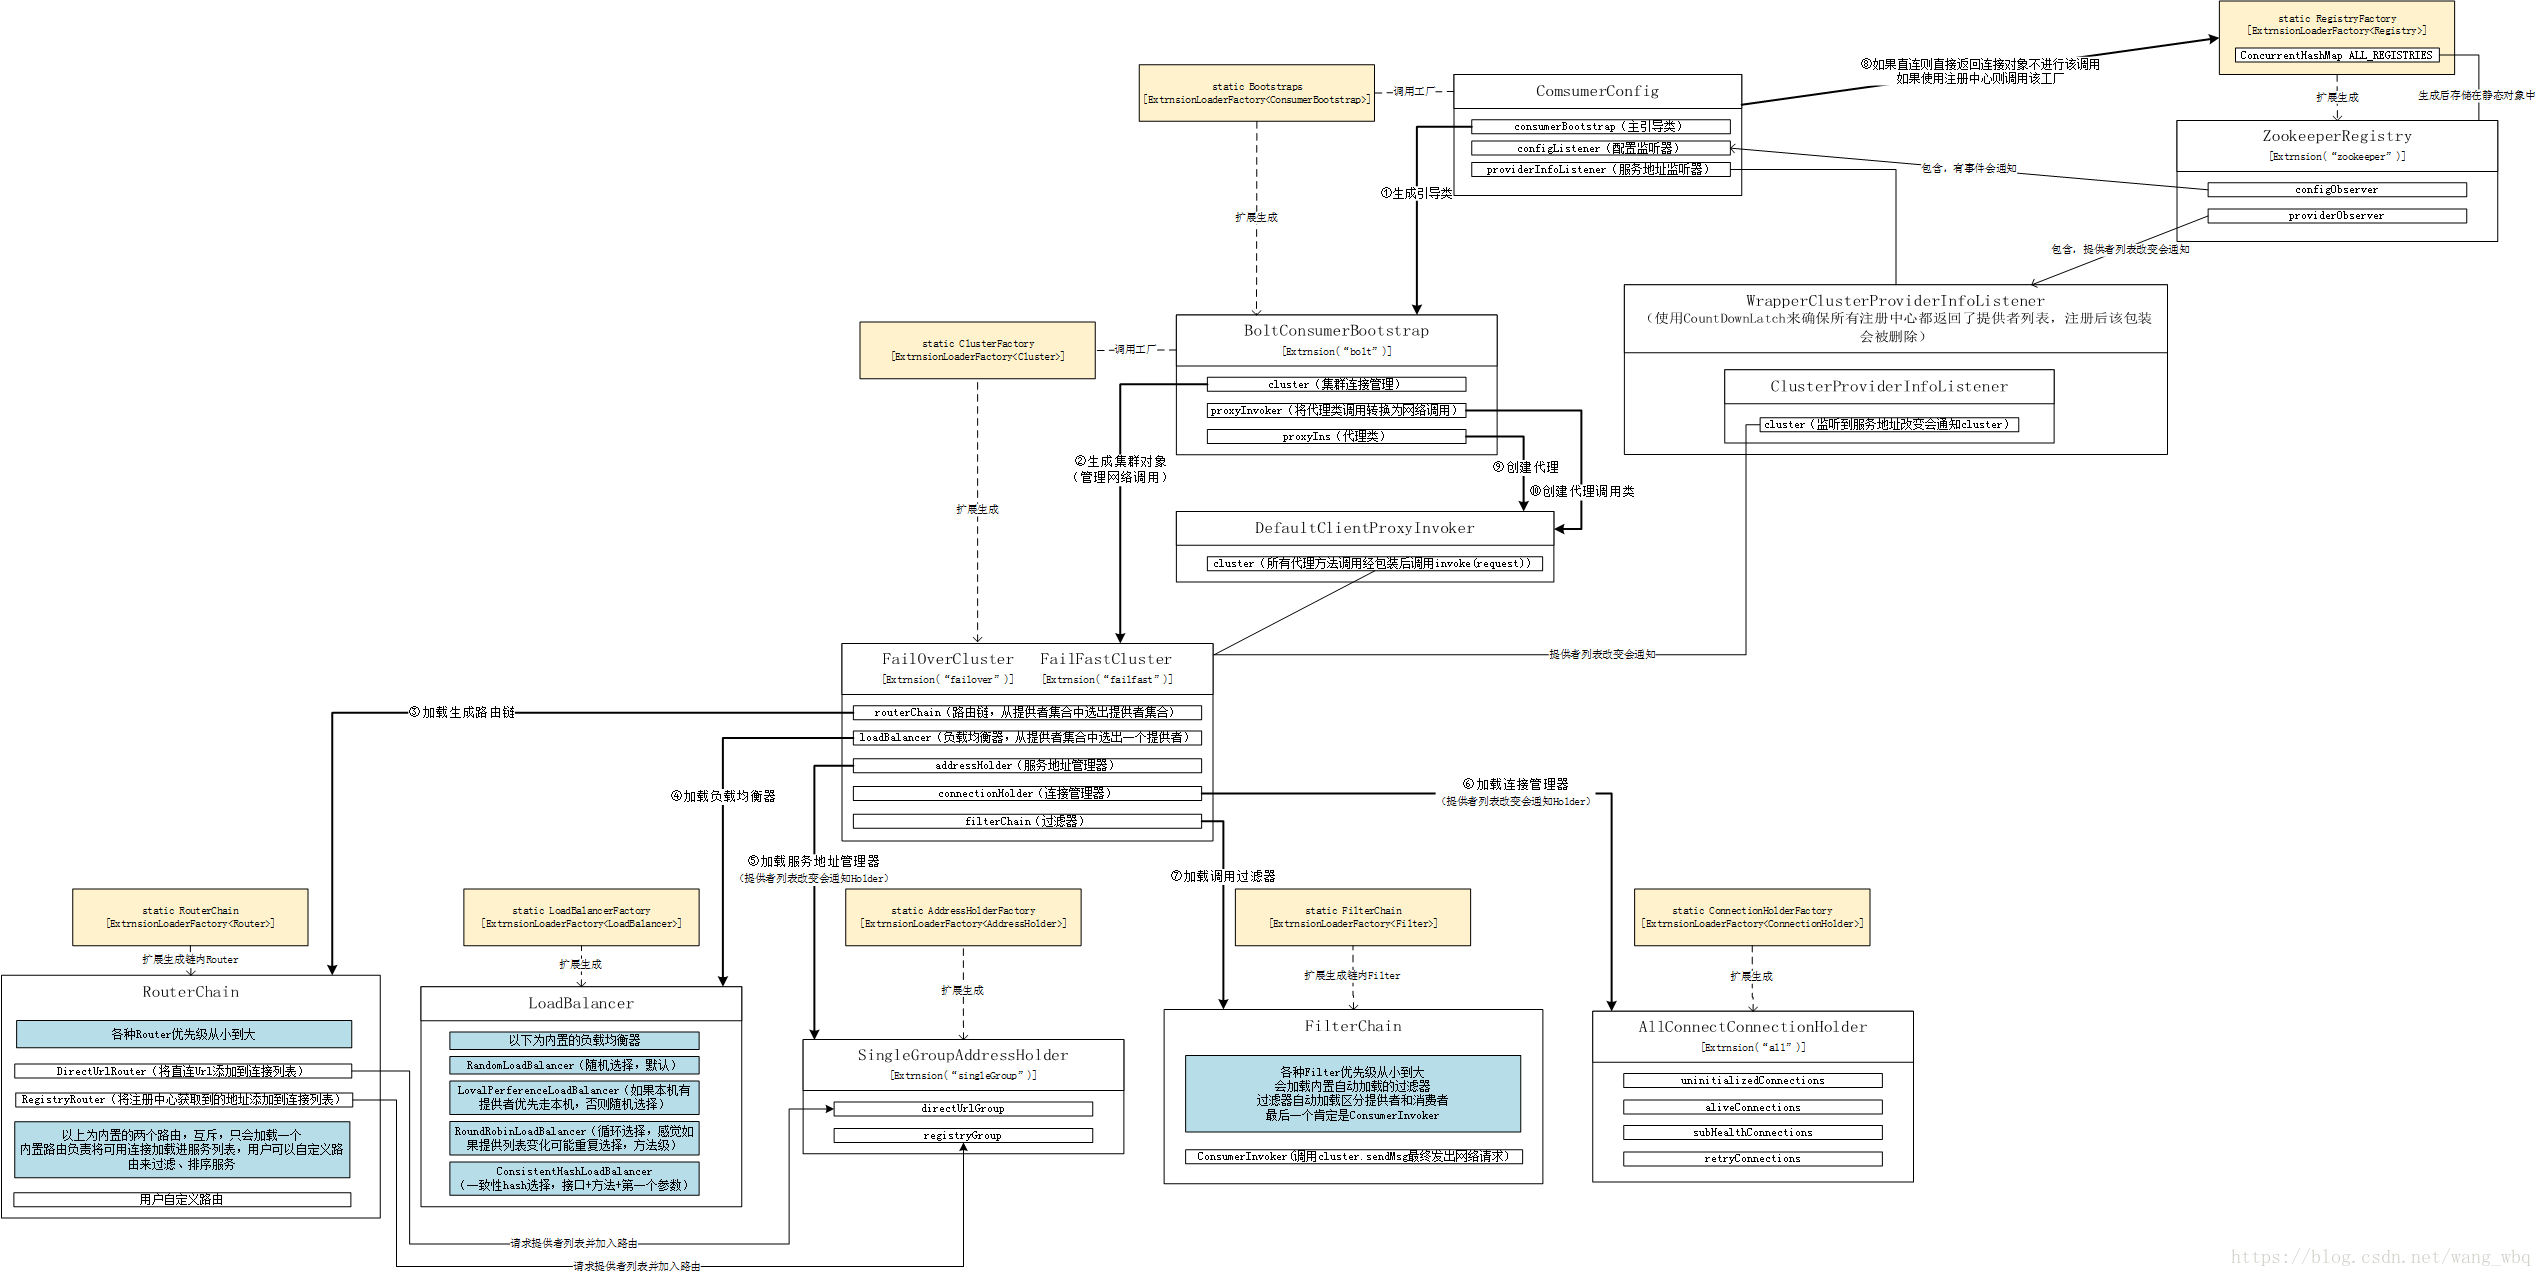 static RegistryFactory
[ExtrnsionLoaderFactory<Registry>]
ConcurrentHashMap ALL_REGISTRIES
⑧如果直连则直接返回连接对象不进行该调用
如果使用注册中心则调用该工厂
扩展生成
生成后存储在静态对象中
static Bootstraps
[ExtrnsionLoaderFactory<ConsumerBootstrap>]
调用工厂
ComsumerConfig
consumerBootstrap（主引导类）
configListener（配置监听器）
providerInfoListener（服务地址监听器）
ZookeeperRegistry
[Extrnsion(“zookeeper”)]
configObserver
providerObserver
包含，有事件会通知
包含，提供者列表改变会通知
①生成引导类
扩展生成
WrapperClusterProviderInfoListener
（使用CountDownLatch来确保所有注册中心都返回了提供者列表，注册后该包装
会被删除）
ClusterProviderInfoListener
cluster（监听到服务地址改变会通知cluster）
static ClusterFactory
[ExtrnsionLoaderFactory<Cluster>]
调用工厂
BoltConsumerBootstrap
[Extrnsion(“bolt”)]
cluster（集群连接管理）
proxyInvoker（将代理类调用转换为网络调用）
proxyIns（代理类）
②生成集群对象
（管理网络调用）
⑨创建代理
⑩创建代理调用类
扩展生成
DefaultClientProxyInvoker
cluster（所有代理方法调用经包装后调用invoke(request)）
提供者列表改变会通知
FailOverCluster
[Extrnsion(“failover”)]
FailFastCluster
[Extrnsion(“failfast”)]
routerChain（路由链，从提供者集合中选出提供者集合）
loadBalancer（负载均衡器，从提供者集合中选出一个提供者）
addressHolder（服务地址管理器）
connectionHolder（连接管理器）
filterChain（过滤器）
③加载生成路由链
④加载负载均衡器
⑤加载服务地址管理器
（提供者列表改变会通知Holder）
⑥加载连接管理器
（提供者列表改变会通知Holder）
⑦加载调用过滤器
static RouterChain
[ExtrnsionLoaderFactory<Router>]
扩展生成链内Router
RouterChain
各种Router优先级从小到大
DirectUrlRouter（将直连Url添加到连接列表）
RegistryRouter（将注册中心获取到的地址添加到连接列表）
以上为内置的两个路由，互斥，只会加载一个
内置路由负责将可用连接加载进服务列表，用户可以自定义路
由来过滤、排序服务
用户自定义路由
static LoadBalancerFactory
[ExtrnsionLoaderFactory<LoadBalancer>]
扩展生成
LoadBalancer
以下为内置的负载均衡器
RandomLoadBalancer（随机选择，默认）
LovalPerferenceLoadBalancer（如果本机有
提供者优先走本机，否则随机选择）
RoundRobinLoadBalancer（循环选择，感觉如
果提供列表变化可能重复选择，方法级）
ConsistentHashLoadBalancer
（一致性hash选择，接口+方法+第一个参数）
static AddressHolderFactory
[ExtrnsionLoaderFactory<AddressHolder>]
扩展生成
SingleGroupAddressHolder
[Extrnsion(“singleGroup”)]
directUrlGroup
registryGroup
static FilterChain
[ExtrnsionLoaderFactory<Filter>]
扩展生成链内Filter
FilterChain
各种Filter优先级从小到大
会加载内置自动加载的过滤器
过滤器自动加载区分提供者和消费者
最后一个肯定是ConsumerInvoker
ConsumerInvoker(调用cluster.sendMsg最终发出网络请求）
static ConnectionHolderFactory
[ExtrnsionLoaderFactory<ConnectionHolder>]
扩展生成
AllConnectConnectionHolder
[Extrnsion(“all”)]
uninitializedConnections
aliveConnections
subHealthConnections
retryConnections
请求提供者列表并加入路由
请求提供者列表并加入路由
https://blog.csdn.net/wang_wbq